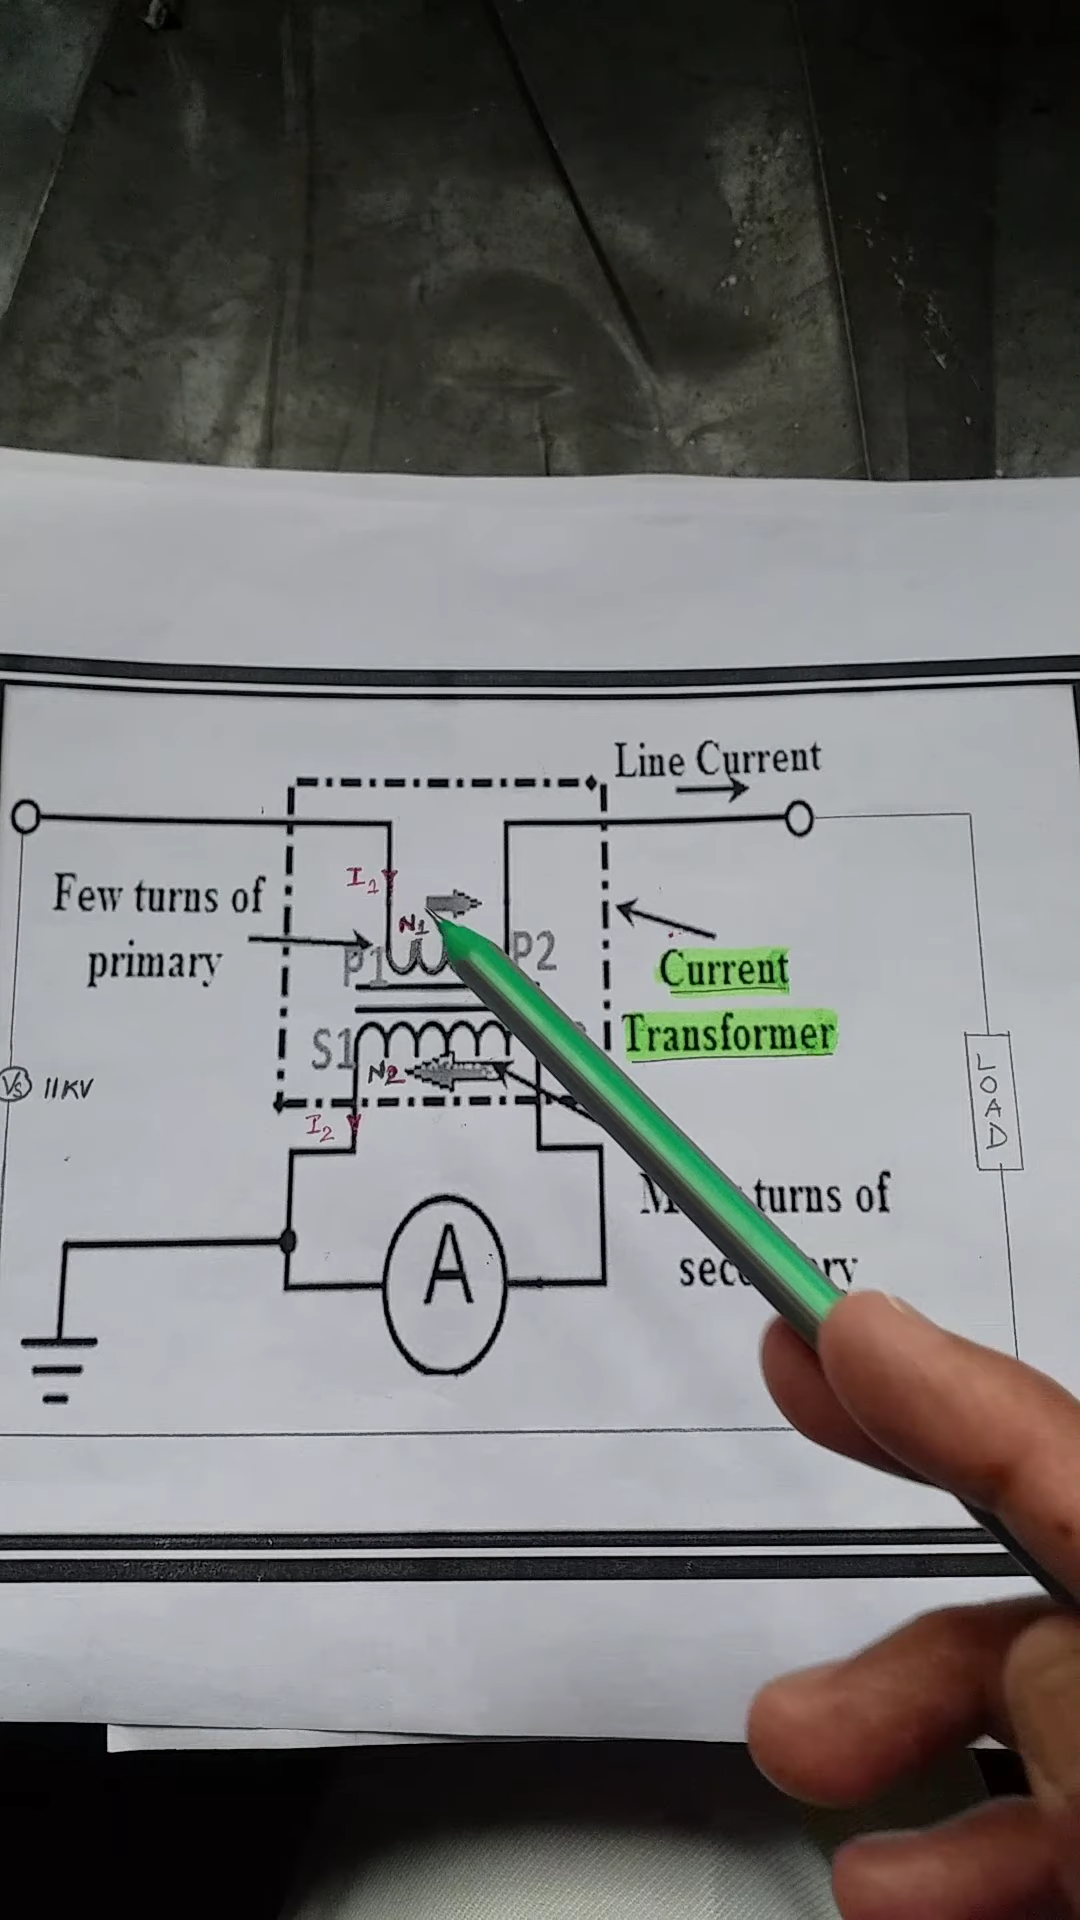 Line Current
Few turns of
primary
I1
N1
P1
P2
Current
Transformer
S1
N2
I2
Vs
11KV
LOAD
A
turns of